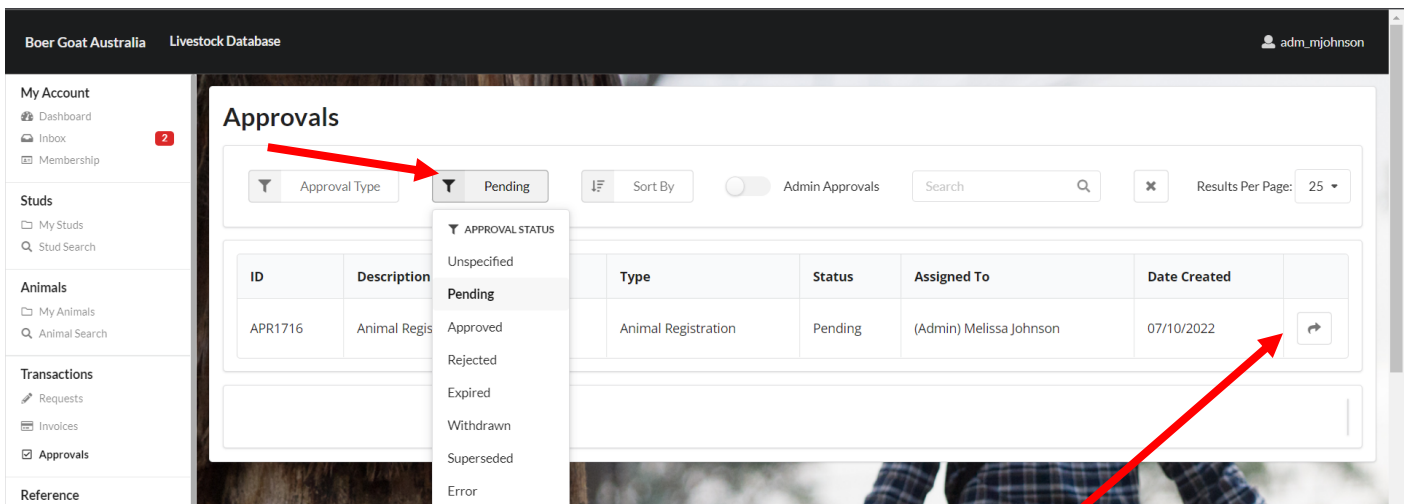 Boer Goat Australia Livestock Database adm_mjohnson
My Account
Dashboard
Inbox 2
Membership
Studs
My Studs
Stud Search
Animals
My Animals
Animal Search
Transactions
Requests
Invoices
Approvals
Reference
Approvals
Approval Type Pending Sort By Admin Approvals Search Results Per Page: 25
APPROVAL STATUS
Unspecified
Pending
Approved
Rejected
Expired
Withdrawn
Superseded
Error
ID Description Type Status Assigned To Date Created
APR1716 Animal Regis Animal Registration Pending (Admin) Melissa Johnson 07/10/2022